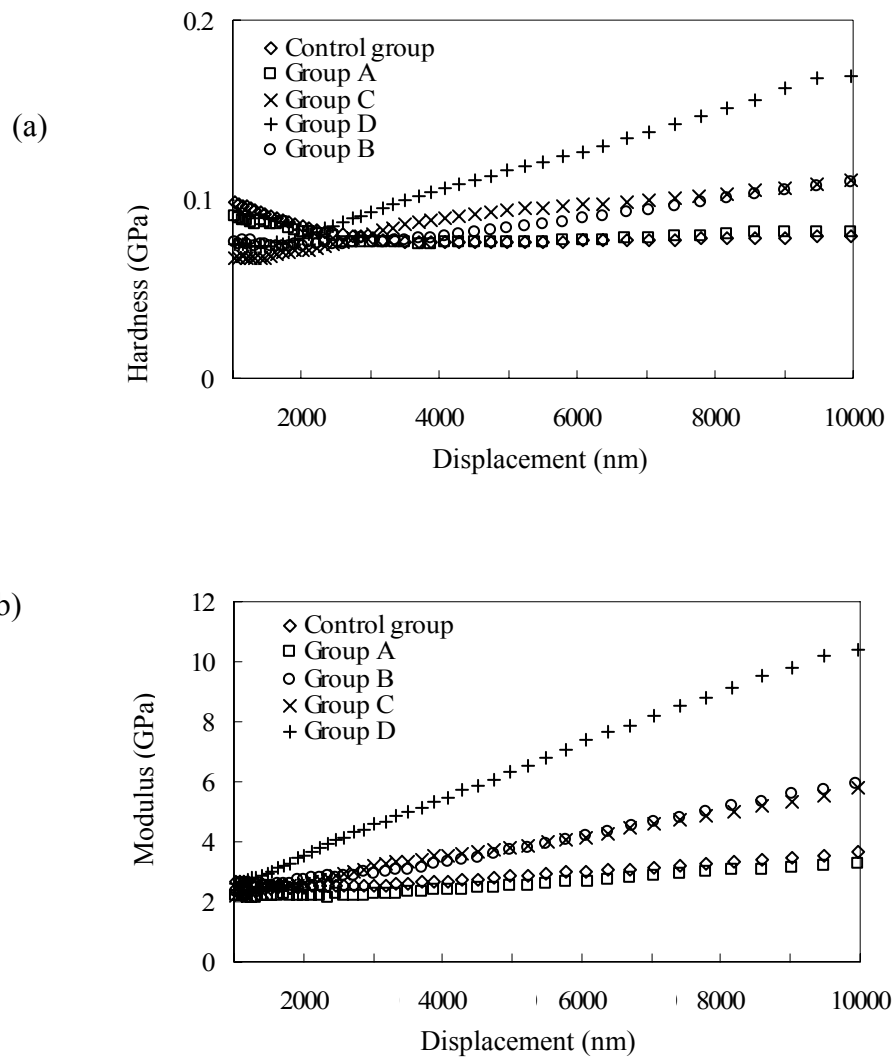 (a)
Hardness (GPa)
0.2
0.1
0
Control group
Group A
Group C
Group D
Group B
2000 4000 6000 8000 10000
Displacement (nm)
b)
Modulus (GPa)
12
10
8
6
4
2
0
Control group
Group A
Group B
Group C
Group D
2000 4000 6000 8000 10000
Displacement (nm)